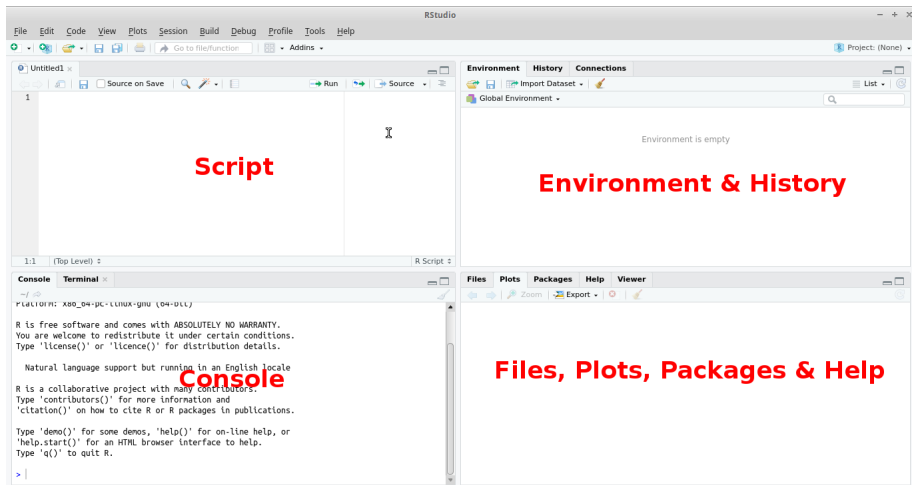 RStudio
File Edit Code View Plots Session Build Debug Profile Tools Help
Go to file/function Addins Project: (None)
Untitled1
Source on Save Run Source
1
Script
1:1 (Top Level) R Script
Environment History Connections
Import Dataset List
Global Environment
Environment is empty
Environment & History
Console Terminal
~/
Platform: x86_64-pc-linux-gnu (64-bit)
R is free software and comes with ABSOLUTELY NO WARRANTY.
You are welcome to redistribute it under certain conditions.
Type 'license()' or 'licence()' for distribution details.
Natural language support but running in an English locale
Console
R is a collaborative project with many contributors.
Type 'contributors()' for more information and
'citation()' on how to cite R or R packages in publications.
Type 'demo()' for some demos, 'help()' for on-line help, or
'help.start()' for an HTML browser interface to help.
Type 'q()' to quit R.
>
Files Plots Packages Help Viewer
Zoom Export
Files, Plots, Packages & Help